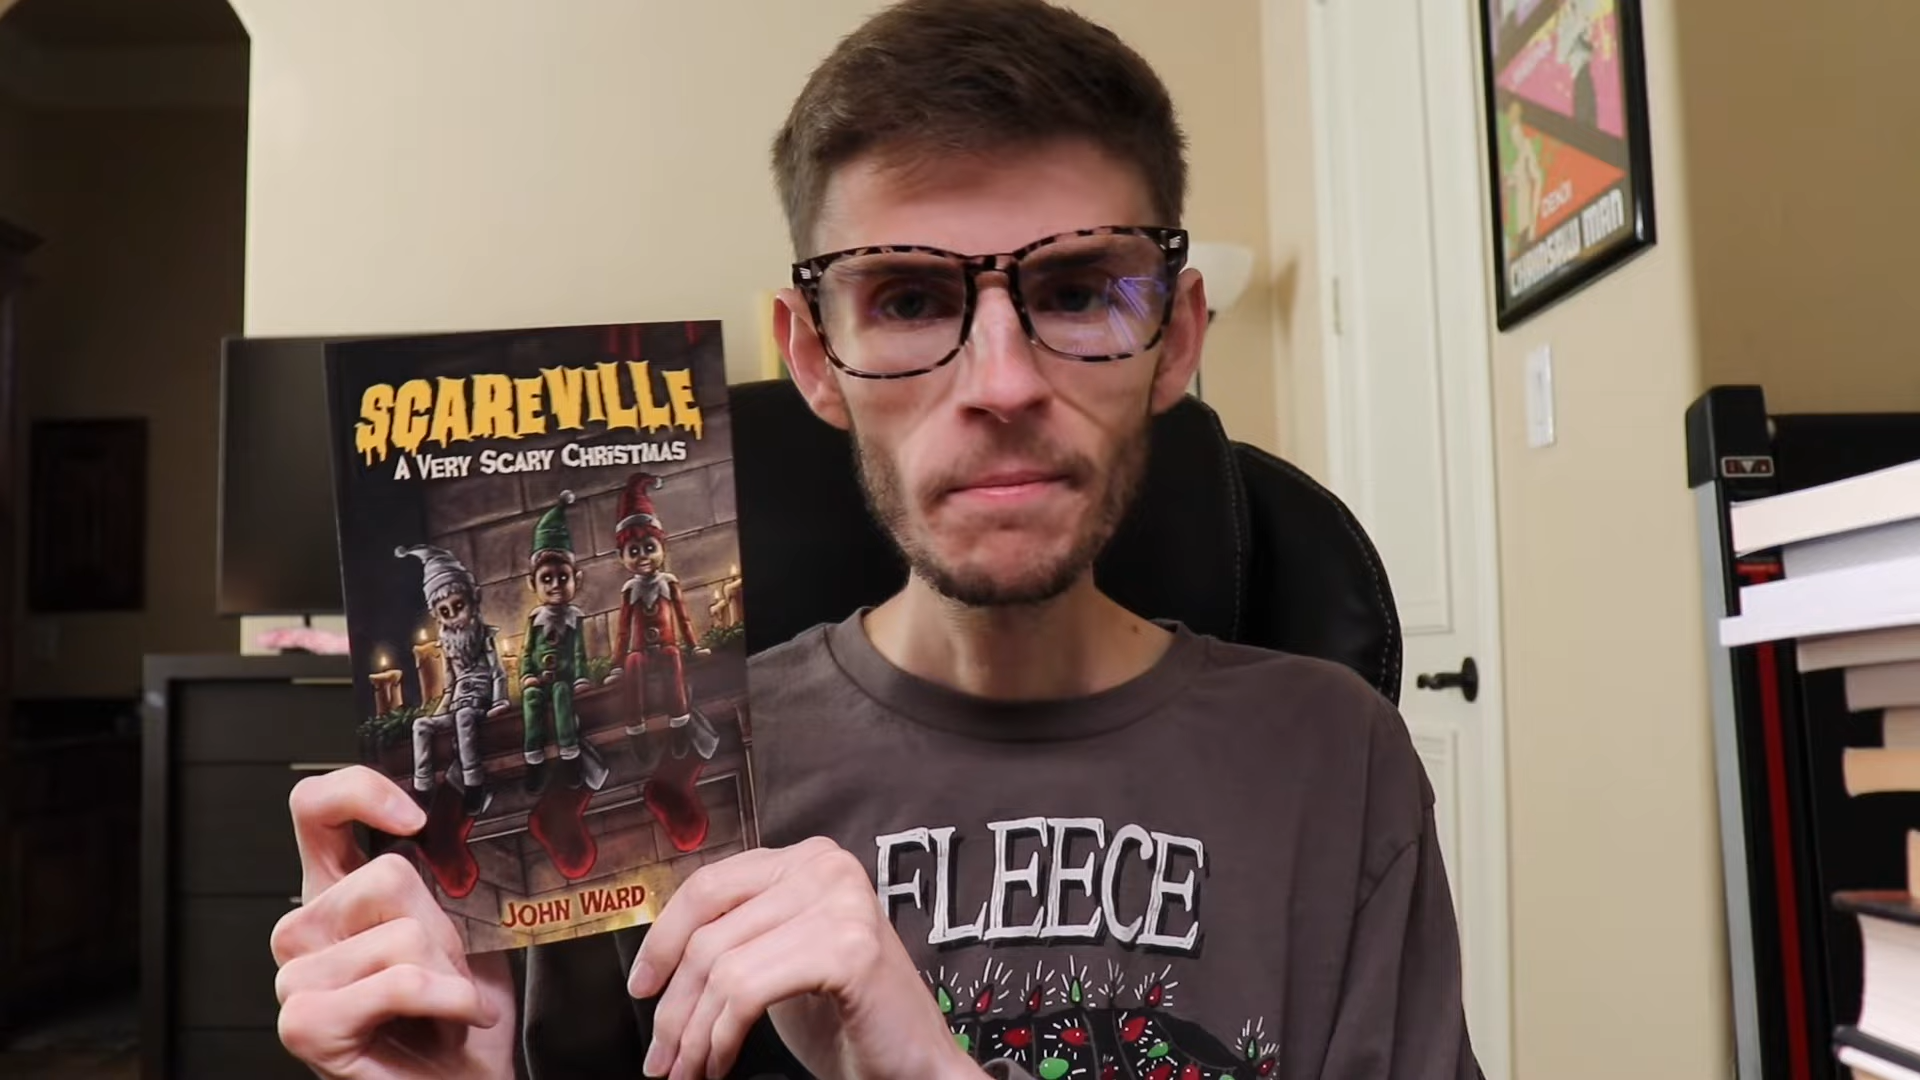 SCAREVILLE
A VERY SCARY CHRISTMAS
JOHN WARD
FLEECE
CHAINSAW MAN